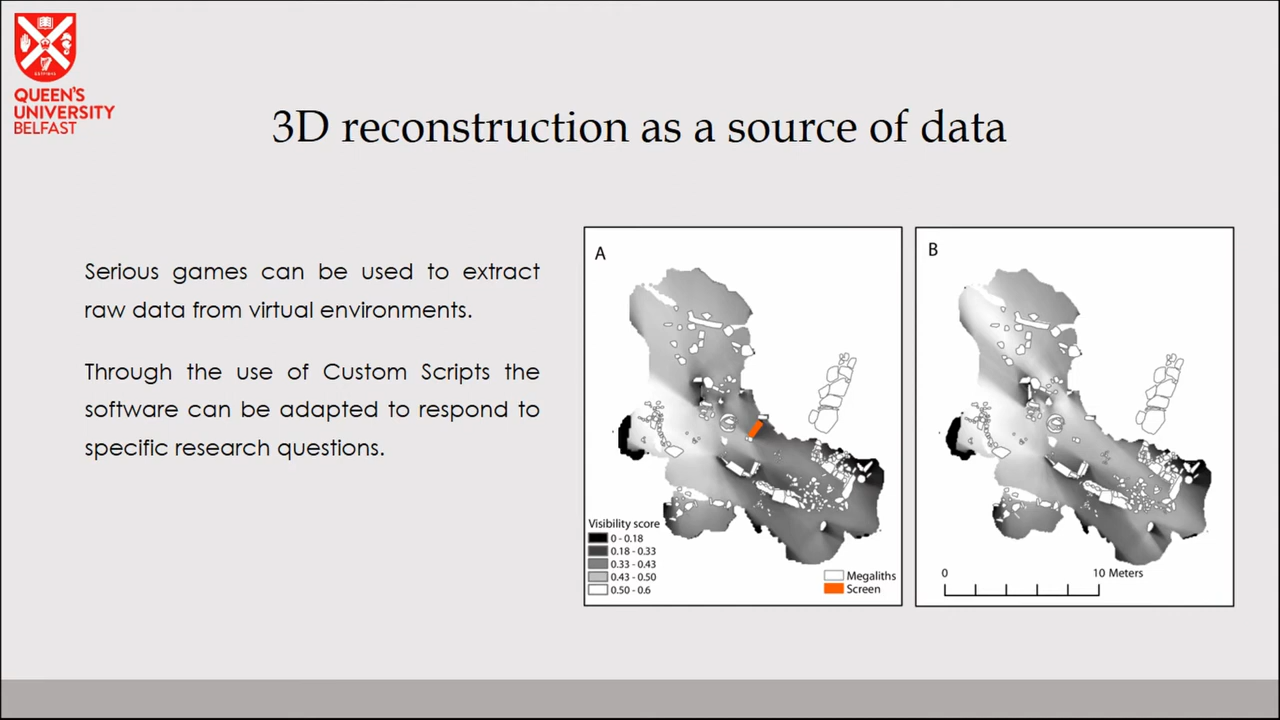 QUEEN'S
UNIVERSITY
BELFAST
3D reconstruction as a source of data
Serious games can be used to extract
raw data from virtual environments.
Through the use of Custom Scripts the
software can be adapted to respond to
specific research questions.
A
Visibility score
0 - 0.18
0.18 - 0.33
0.33 - 0.43
0.43 - 0.50
0.50 - 0.6
Megaliths
Screen
B
0
10 Meters